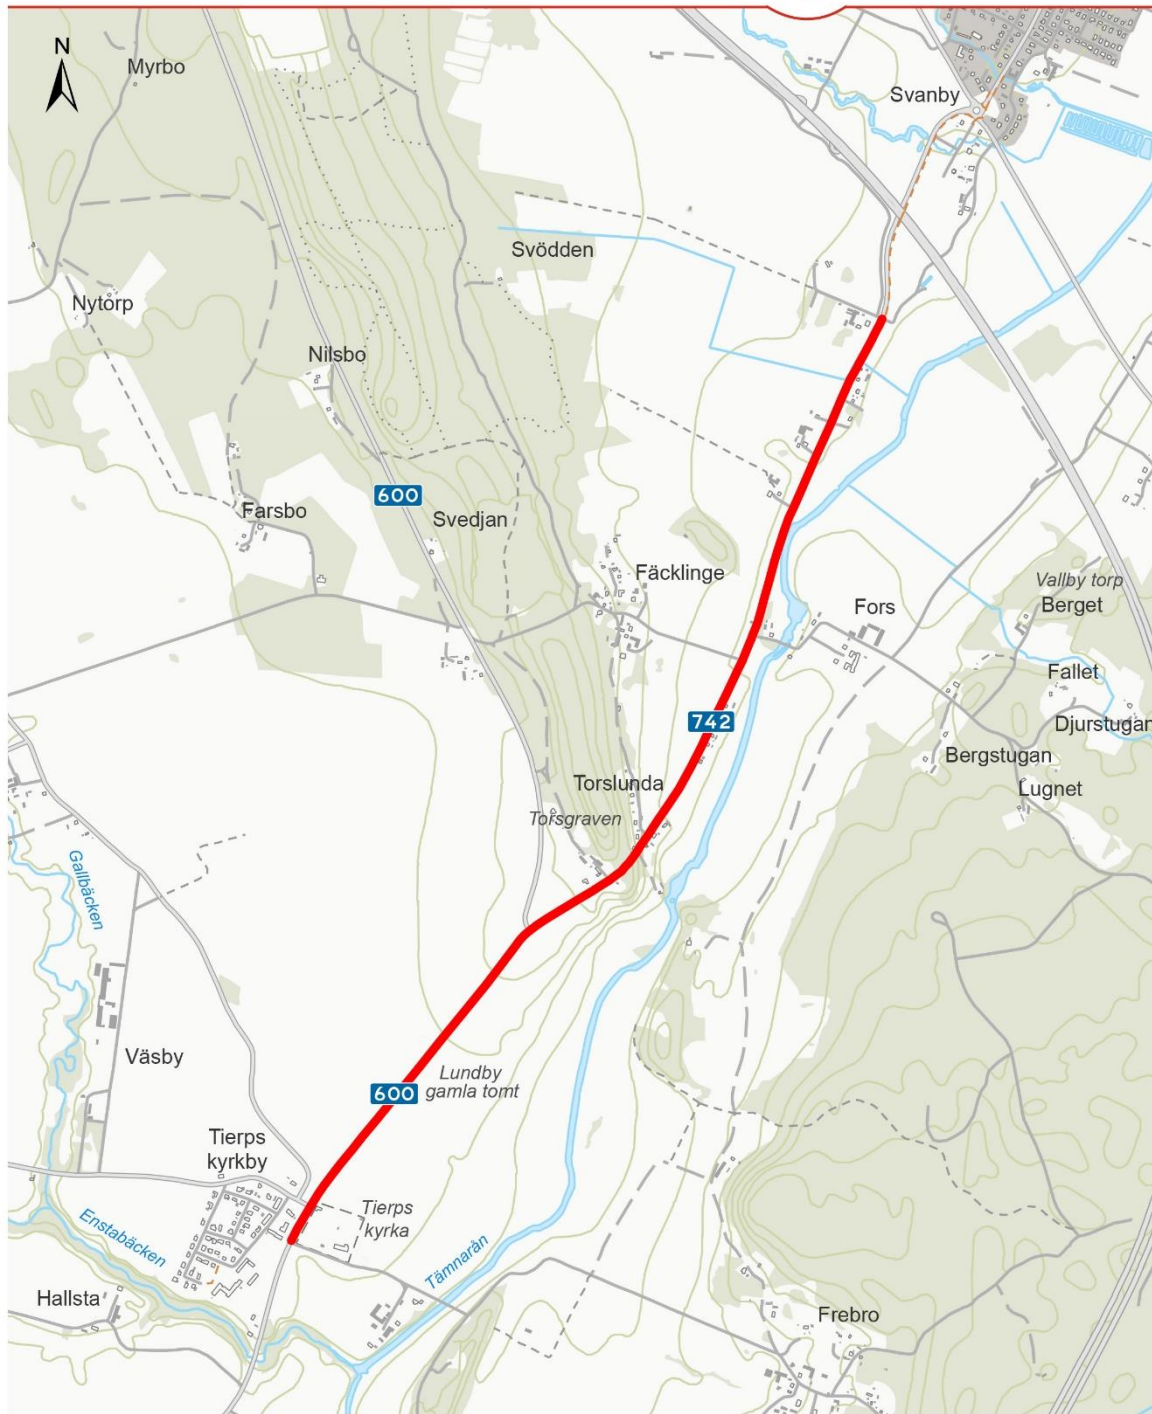 N
Myrbo
Svanby
Svödden
Nytorp
Nilsbo
600
Farsbo
Svedjan
Fäcklinge
Vallby torp
Berget
Fors
Fallet
742
Djurstugan
Bergstugan
Torslunda
Lugnet
Torsgraven
Gallbäcken
Väsby
Lundby
gamla tomt
600
Tierps
kyrkby
Tierps
kyrka
Enstabäcken
Tämnarån
Hallsta
Frebro